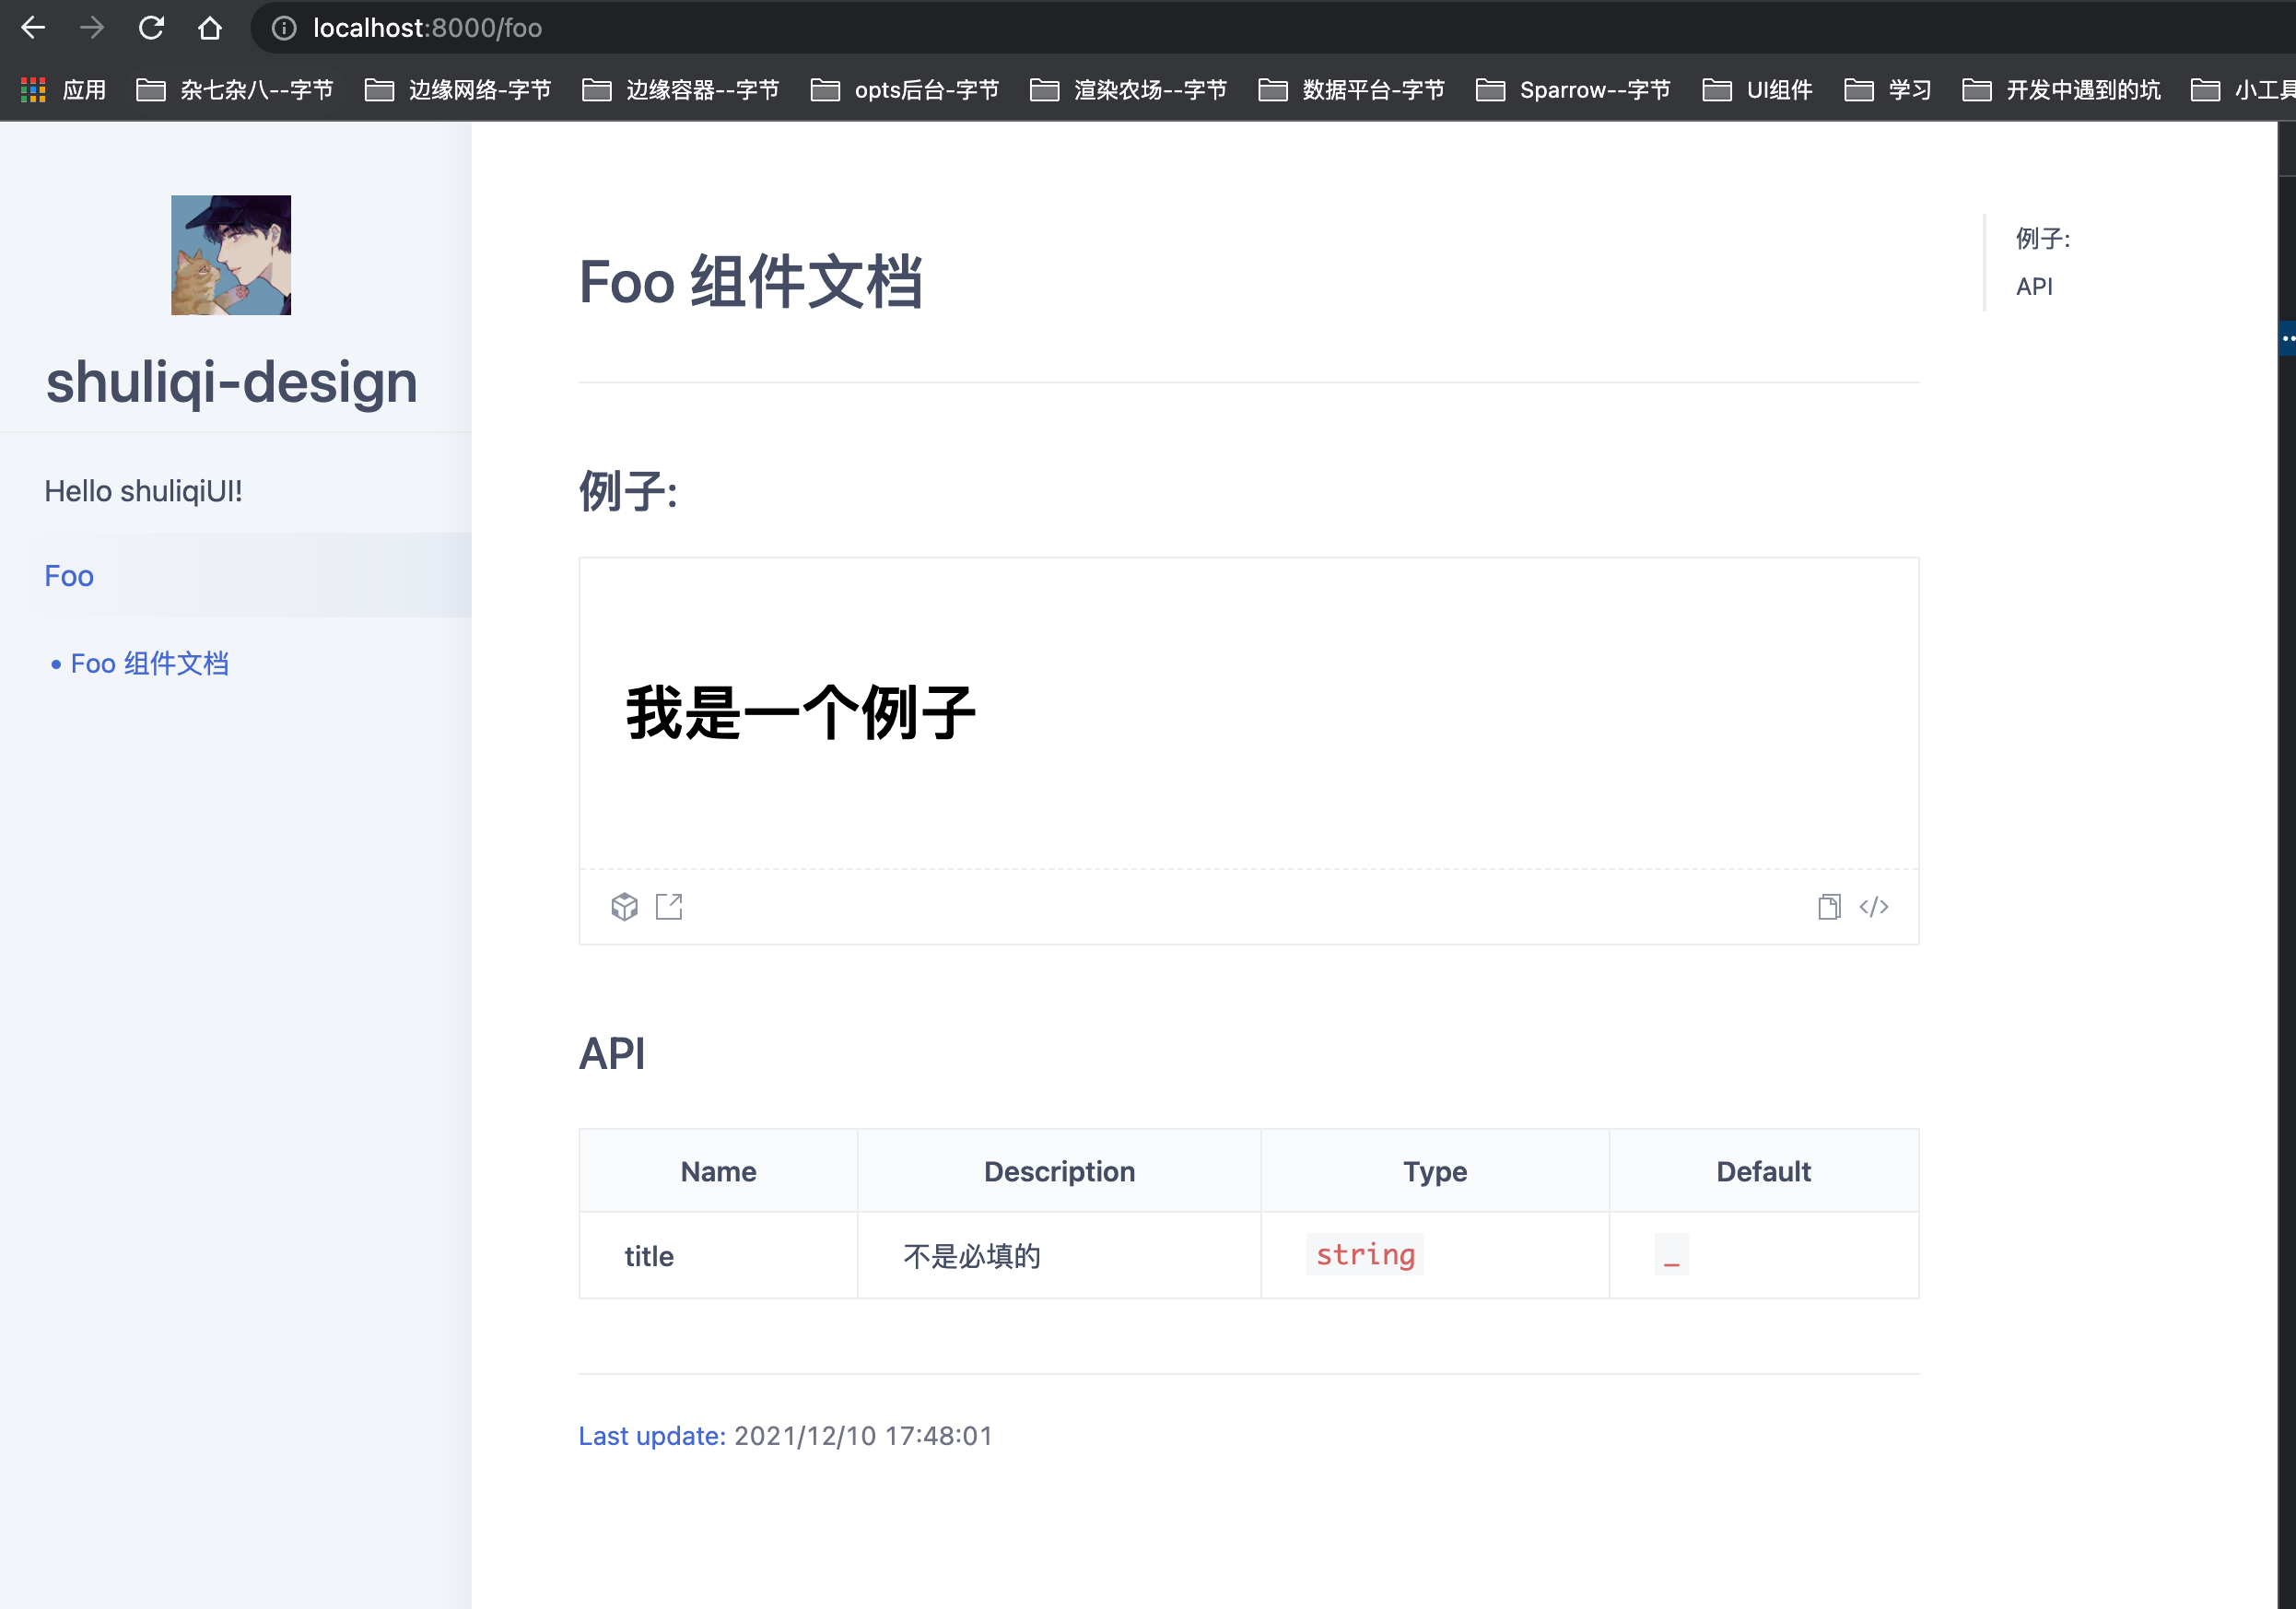 localhost:8000/foo
应用 杂七杂八--字节 边缘网络-字节 边缘容器--字节 opts后台-字节 渲染农场--字节 数据平台-字节 Sparrow--字节 UI组件 学习 开发中遇到的坑 小工具
shuliqi-design
Hello shuliqiUI!
Foo
Foo 组件文档
Foo 组件文档
例子:
我是一个例子
</>
API
Name Description Type Default
title 不是必填的 string _
Last update: 2021/12/10 17:48:01
例子:
API